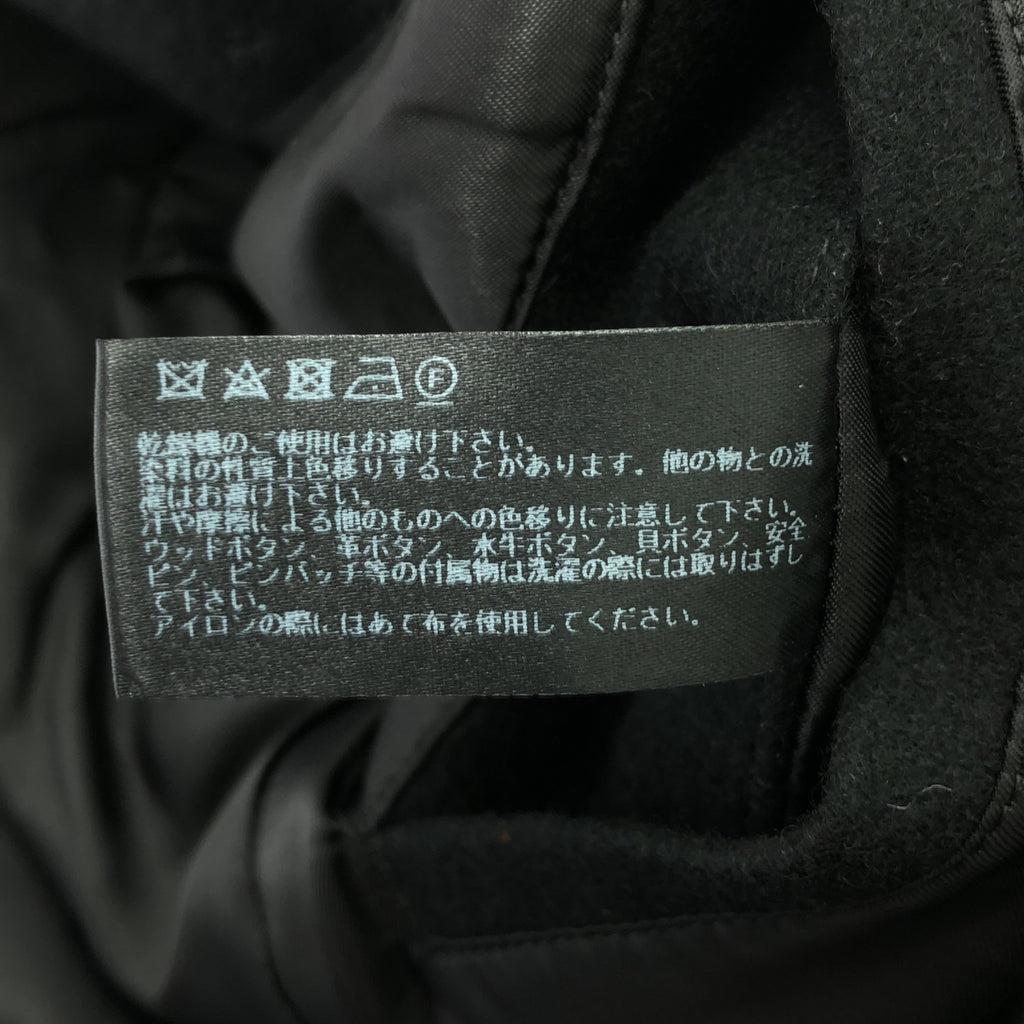 F
乾燥機のご使用はお避け下さい。
染料の性質上色移りすることがあります。他の物との洗
濯はお避け下さい。
汗や摩擦による他のものへの色移りに注意して下さい。
ウッドボタン、革ボタン、水牛ボタン、貝ボタン、安全
ピン、ピンバッチ等の付属物は洗濯の際には取りはずし
て下さい。
アイロンの際にはあて布を使用してください。